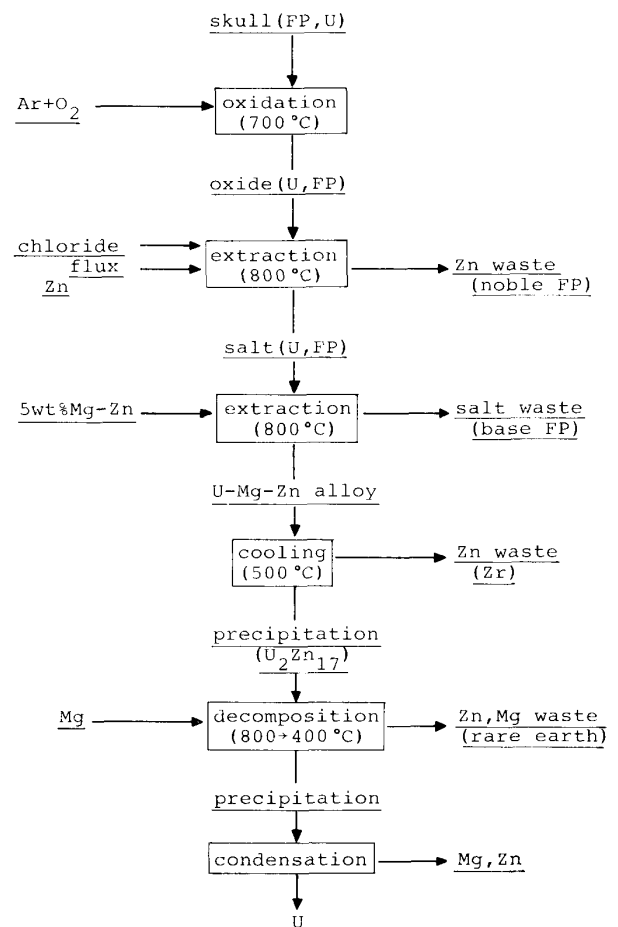 skull(FP,U)
Ar+O2
oxidation
(700°C)
oxide(U,FP)
chloride
flux
Zn
extraction
(800°C)
Zn waste
(noble FP)
salt(U,FP)
5wt%Mg-Zn
extraction
(800°C)
salt waste
(base FP)
U-Mg-Zn alloy
cooling
(500°C)
Zn waste
(Zr)
precipitation
(U2Zn17)
Mg
decomposition
(800→400°C)
Zn,Mg waste
(rare earth)
precipitation
condensation
Mg,Zn
U